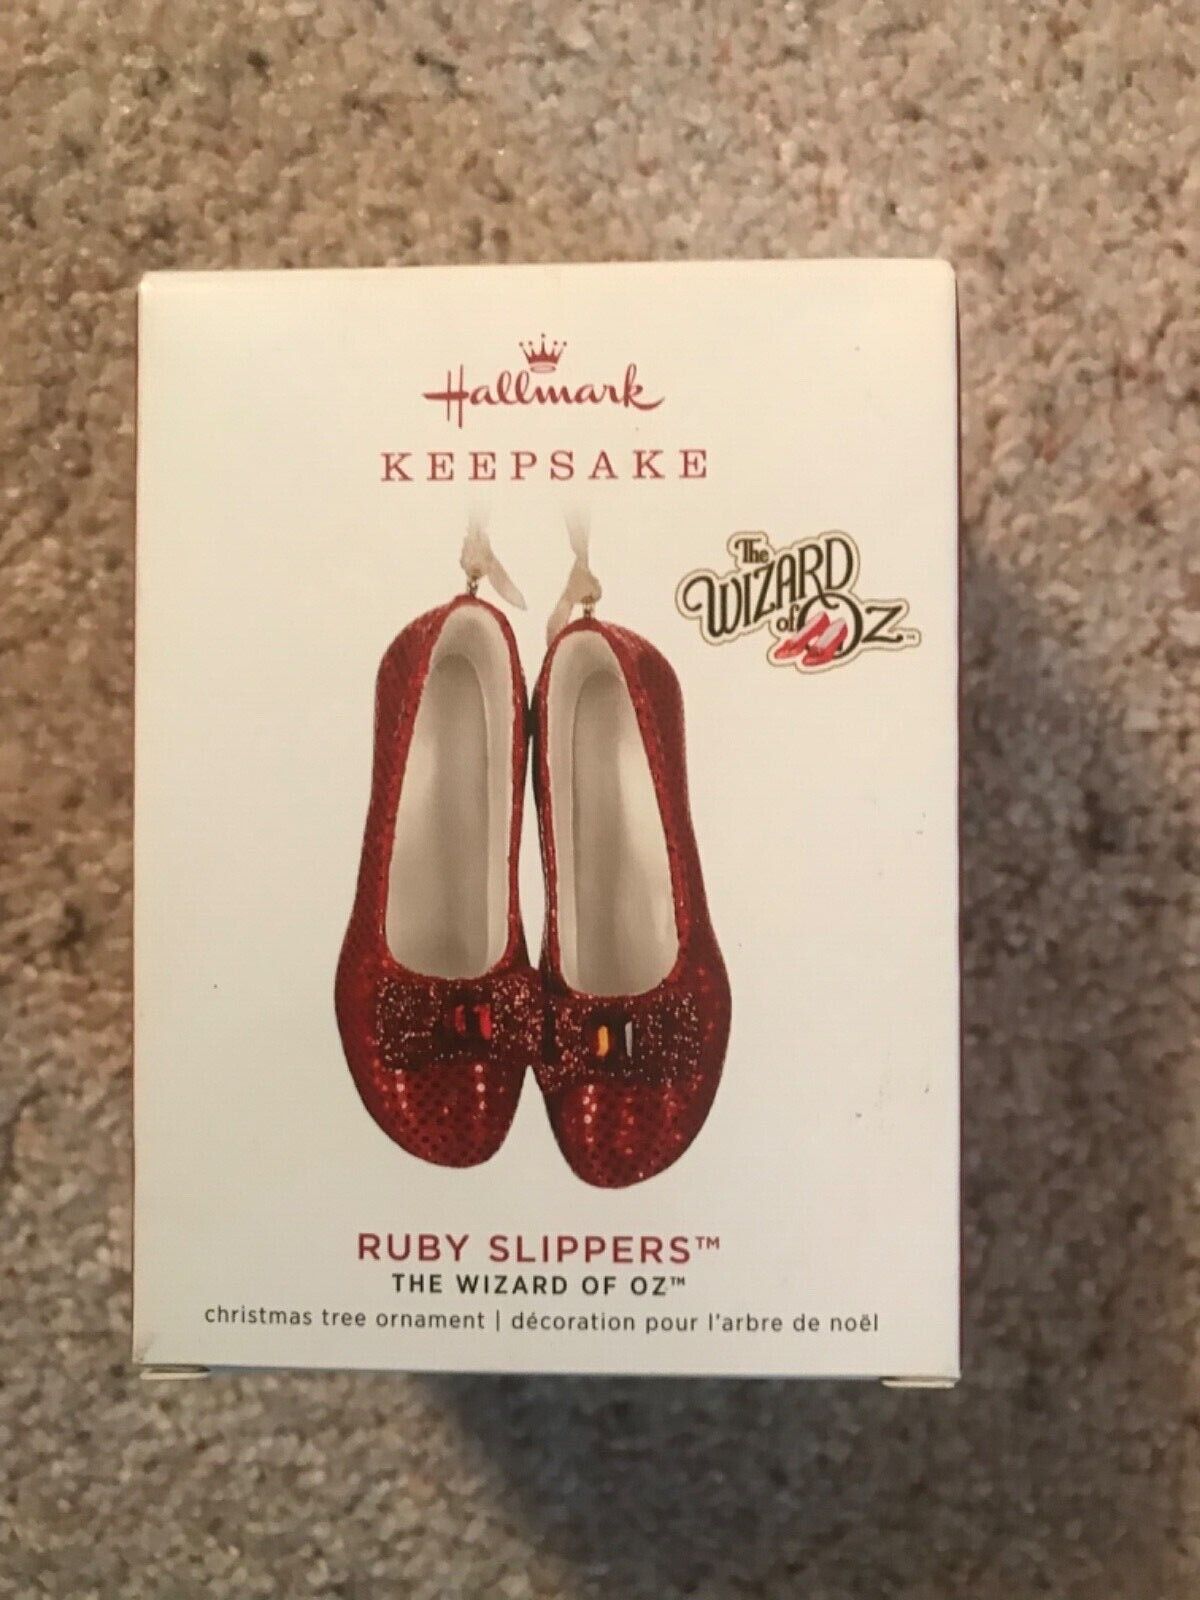 Hallmark
KEEPSAKE
The
WIZARD
of OZ™
RUBY SLIPPERS™
THE WIZARD OF OZ™
christmas tree ornament | décoration pour l'arbre de noël